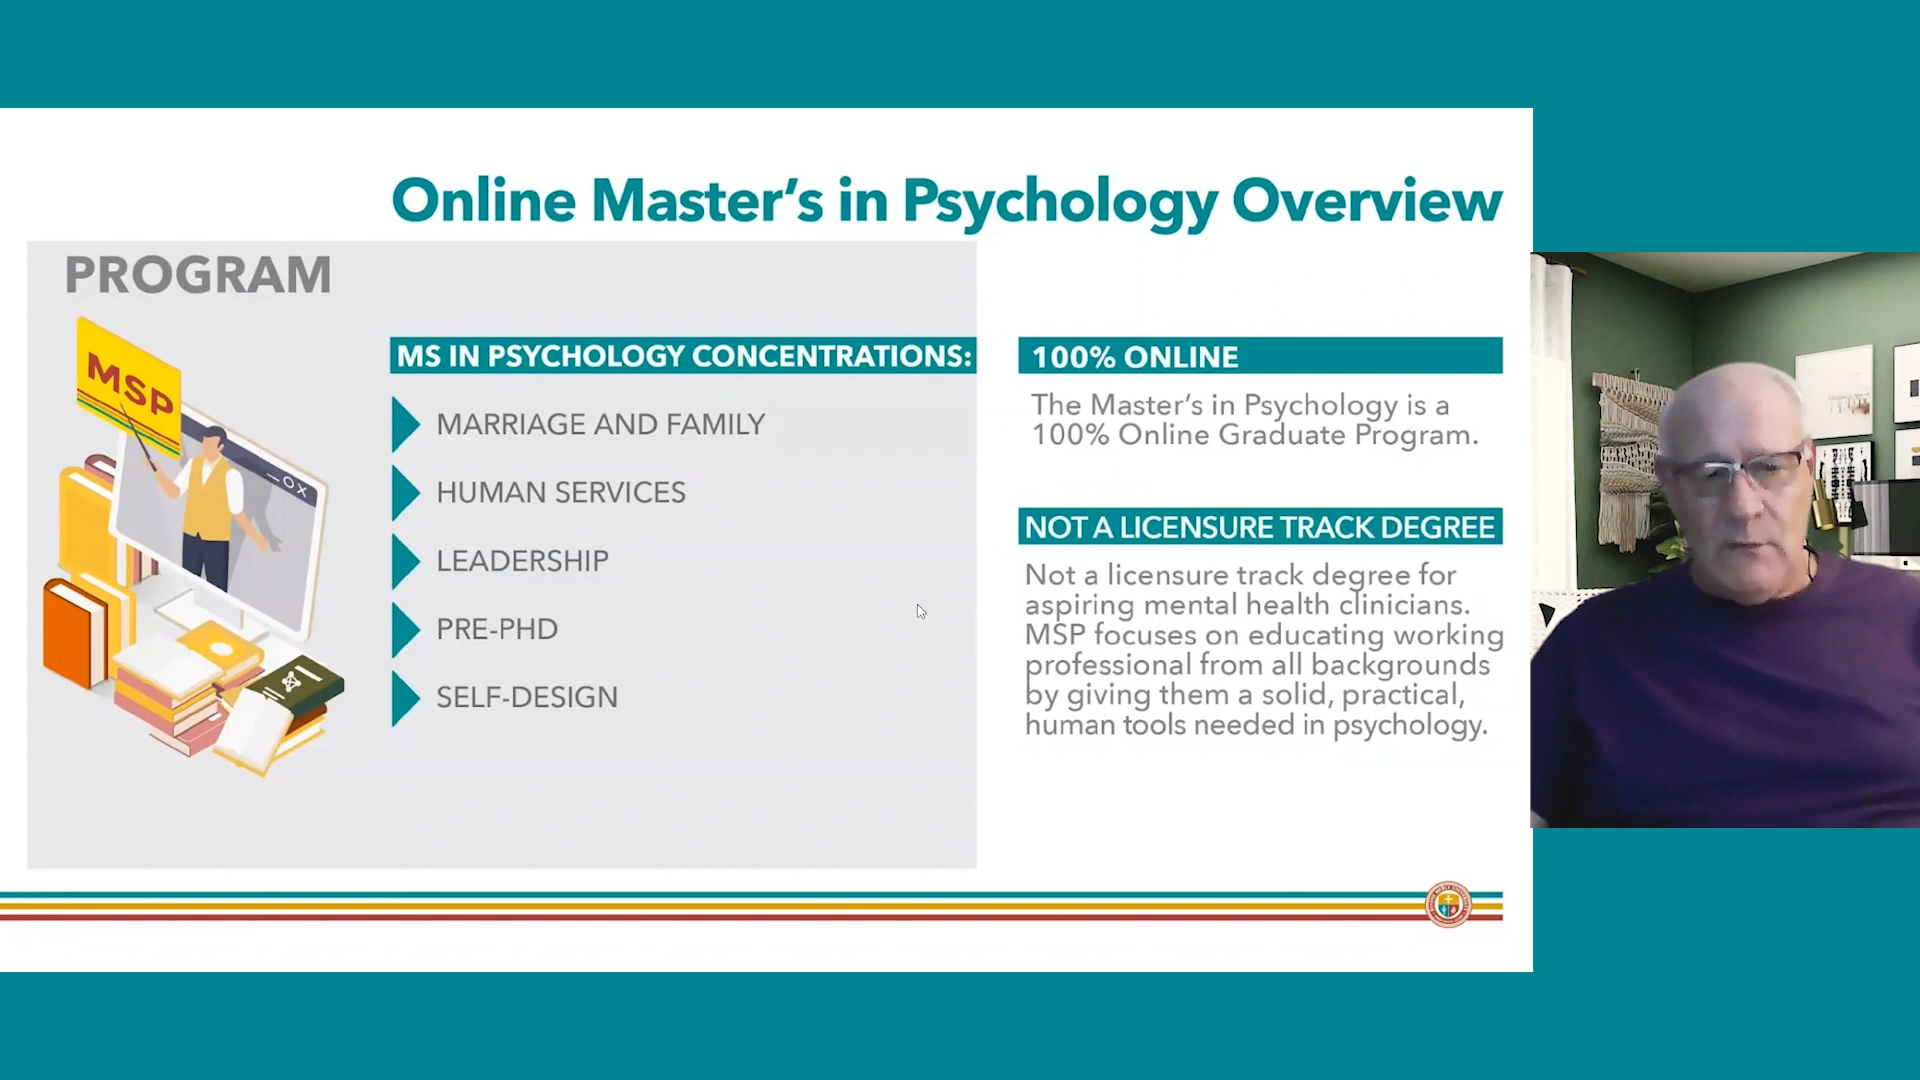 Online Master's in Psychology Overview
PROGRAM
MSP
OX
MS IN PSYCHOLOGY CONCENTRATIONS:
MARRIAGE AND FAMILY
HUMAN SERVICES
LEADERSHIP
PRE-PHD
SELF-DESIGN
100% ONLINE
The Master's in Psychology is a
100% Online Graduate Program.
NOT A LICENSURE TRACK DEGREE
Not a licensure track degree for
aspiring mental health clinicians.
MSP focuses on educating working
professional from all backgrounds
by giving them a solid, practical,
human tools needed in psychology.